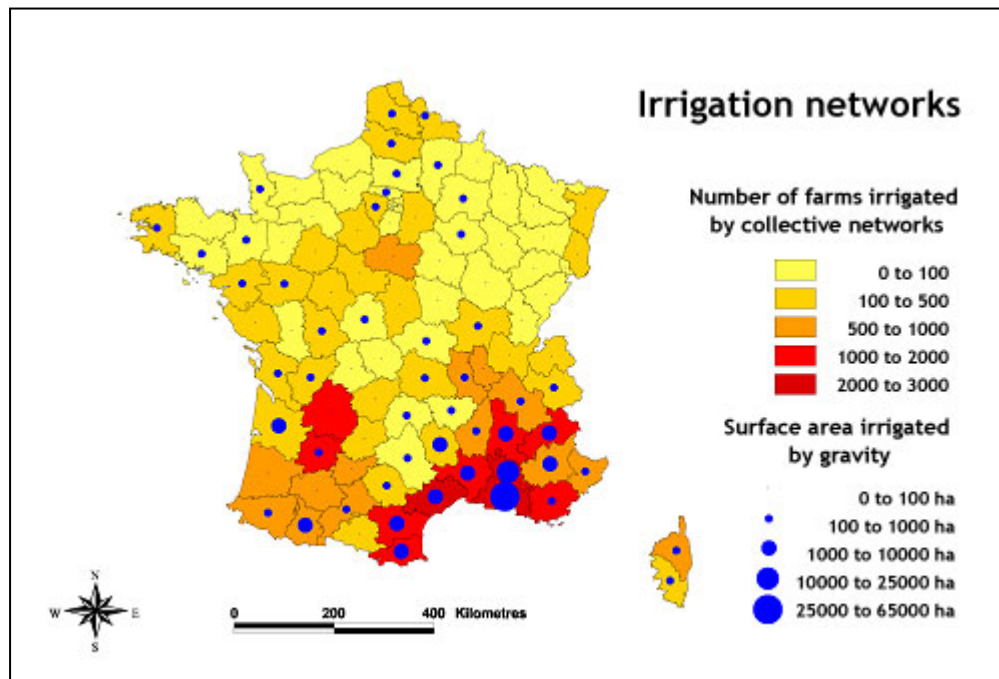 Irrigation networks
Number of farms irrigated
by collective networks
0 to 100
100 to 500
500 to 1000
1000 to 2000
2000 to 3000
Surface area irrigated
by gravity
0 to 100 ha
100 to 1000 ha
1000 to 10000 ha
10000 to 25000 ha
25000 to 65000 ha
N
W E
S
0 200 400 Kilometres